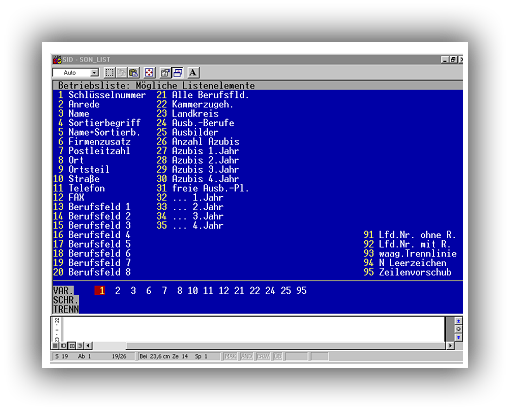 SID - SON_LIST
Auto
A
Betriebsliste: Mögliche Listenelemente
1 Schlüsselnummer 21 Alle Berufsfld.
2 Anrede 22 Kammerzugeh.
3 Name 23 Landkreis
4 Sortierbegriff 24 Ausb.-Berufe
5 Name+Sortierb. 25 Ausbilder
6 Firmenzusatz 26 Anzahl Azubis
7 Postleitzahl 27 Azubis 1.Jahr
8 Ort 28 Azubis 2.Jahr
9 Ortsteil 29 Azubis 3.Jahr
10 Straße 30 Azubis 4.Jahr
11 Telefon 31 freie Ausb.-Pl.
12 FAX 32 ... 1.Jahr
13 Berufsfeld 1 33 ... 2.Jahr
14 Berufsfeld 2 34 ... 3.Jahr
15 Berufsfeld 3 35 ... 4.Jahr
16 Berufsfeld 4 91 Lfd.Nr. ohne R.
17 Berufsfeld 5 92 Lfd.Nr. mit R.
18 Berufsfeld 6 93 waag.Trennlinie
19 Berufsfeld 7 94 N Leerzeichen
20 Berufsfeld 8 95 Zeilenvorschub
VAR. 1 2 3 6 7 8 10 11 12 21 22 24 25 95
SCHR.
TRENN
S 19 Ab 1 19/26 Bei 23,6 cm Ze 14 Sp 1